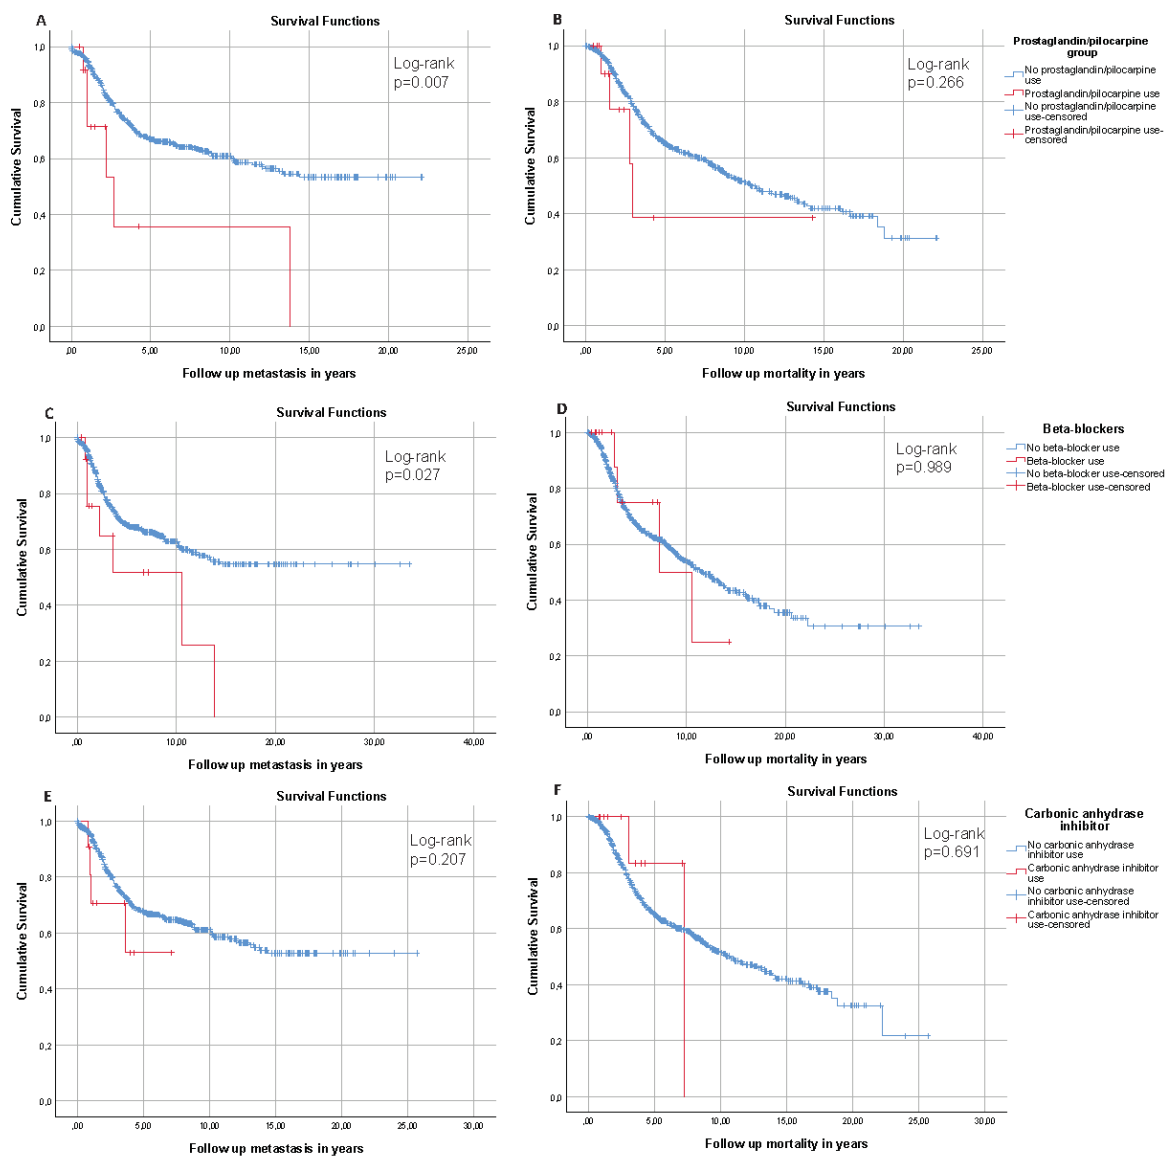 A
Survival Functions
Log-rank
p=0.007
Cumulative Survival
1,0
0,8
0,6
0,4
0,2
0,0
,00
5,00
10,00
15,00
20,00
25,00
Follow up metastasis in years
B
Survival Functions
Log-rank
p=0.266
Cumulative Survival
1,0
0,8
0,6
0,4
0,2
0,0
,00
5,00
10,00
15,00
20,00
25,00
Follow up mortality in years
Prostaglandin/pilocarpine
group
No prostaglandin/pilocarpine
use
Prostaglandin/pilocarpine use
No prostaglandin/pilocarpine
use-censored
Prostaglandin/pilocarpine use-
censored
C
Survival Functions
Log-rank
p=0.027
Cumulative Survival
1,0
0,8
0,6
0,4
0,2
0,0
,00
10,00
20,00
30,00
40,00
Follow up metastasis in years
D
Survival Functions
Log-rank
p=0.989
Cumulative Survival
1,0
0,8
0,6
0,4
0,2
0,0
,00
10,00
20,00
30,00
40,00
Follow up mortality in years
Beta-blockers
No beta-blocker use
Beta-blocker use
No beta-blocker use-censored
Beta-blocker use-censored
E
Survival Functions
Log-rank
p=0.207
Cumulative Survival
1,0
0,8
0,6
0,4
0,2
0,0
,00
5,00
10,00
15,00
20,00
25,00
30,00
Follow up metastasis in years
F
Survival Functions
Log-rank
p=0.691
Cumulative Survival
1,0
0,8
0,6
0,4
0,2
0,0
,00
5,00
10,00
15,00
20,00
25,00
30,00
Follow up mortality in years
Carbonic anhydrase
inhibitor
No carbonic anhydrase
inhibitor use
Carbonic anhydrase inhibitor
use
No carbonic anhydrase
inhibitor use-censored
Carbonic anhydrase inhibitor
use-censored